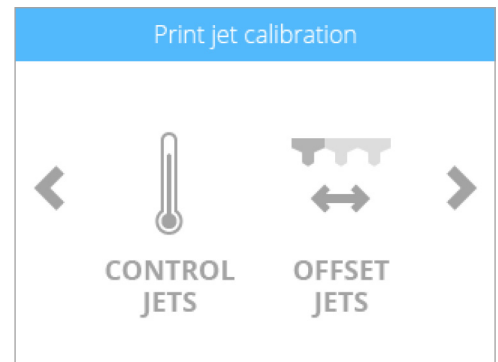 Print jet calibration
CONTROL
JETS
OFFSET
JETS